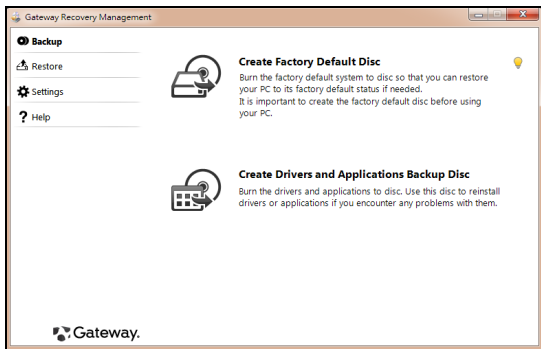 Gateway Recovery Management
Backup
Restore
Settings
Help
Create Factory Default Disc
Burn the factory default system to disc so that you can restore
your PC to its factory default status if needed.
It is important to create the factory default disc before using
your PC.
Create Drivers and Applications Backup Disc
Burn the drivers and applications to disc. Use this disc to reinstall
drivers or applications if you encounter any problems with them.
Gateway.